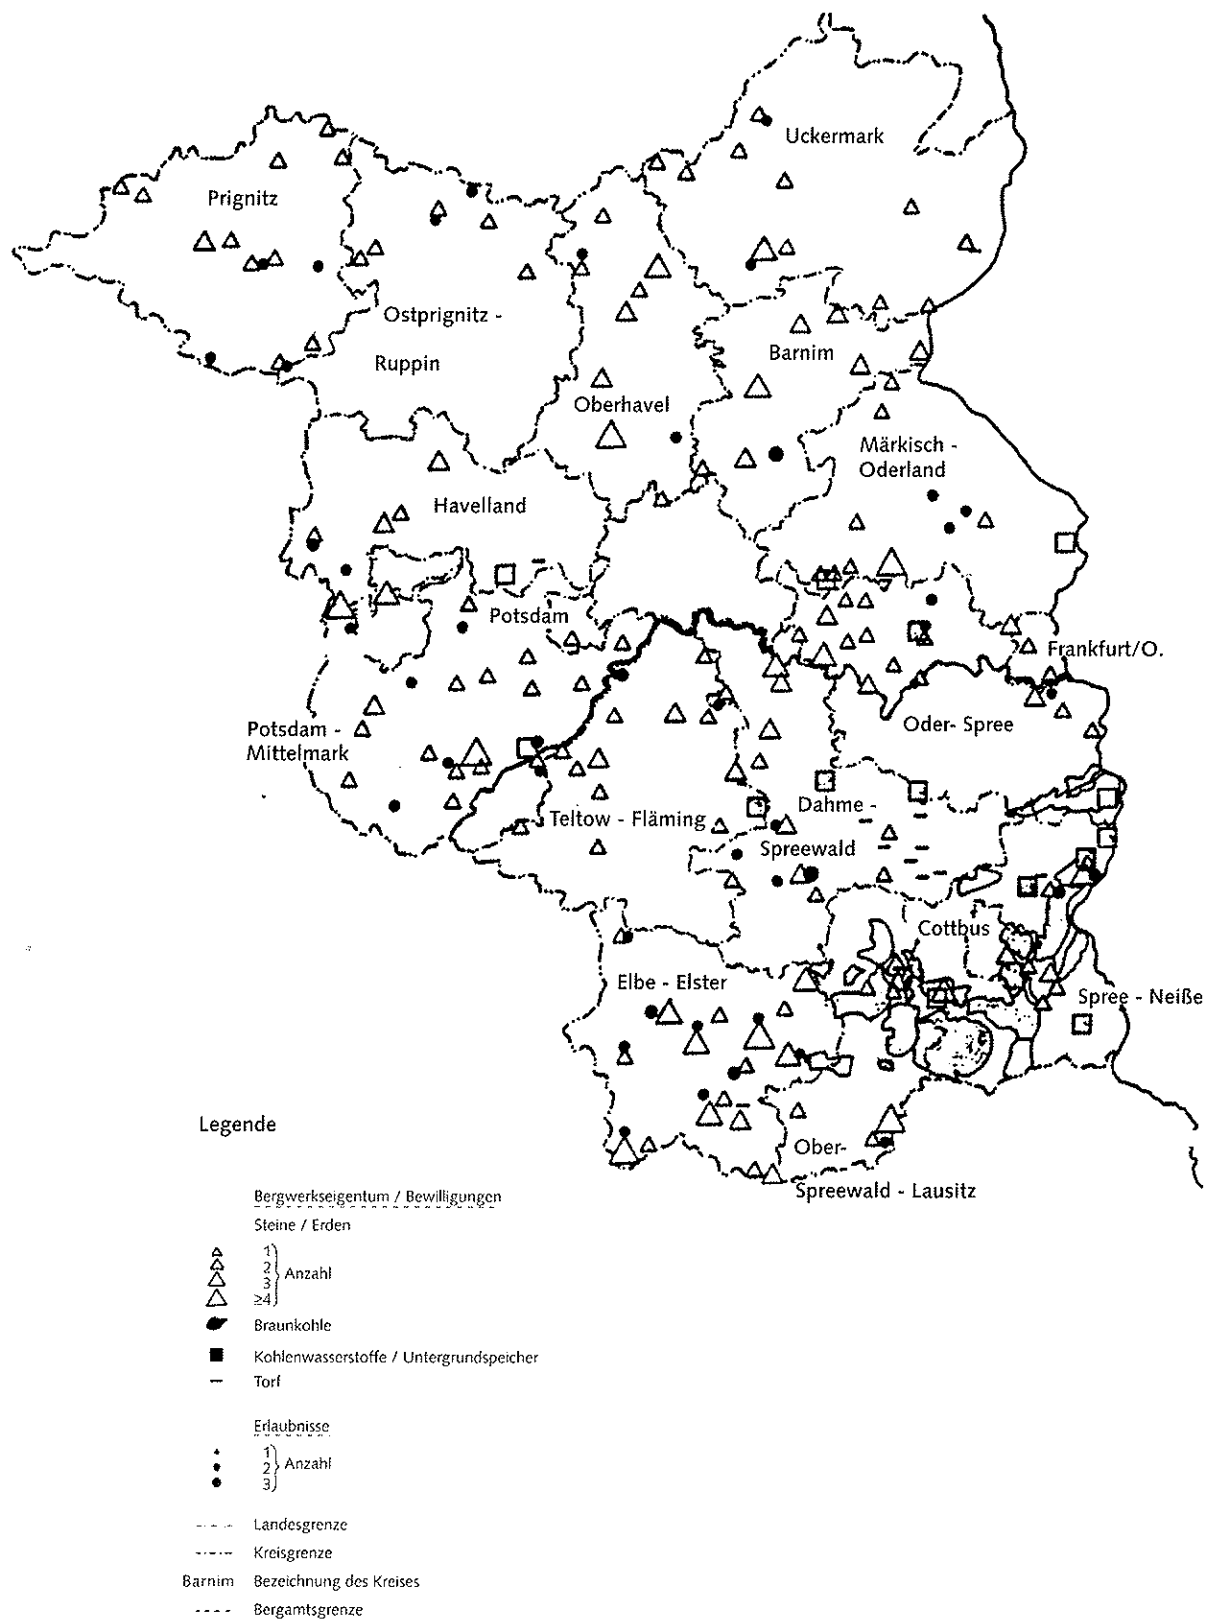 Uckermark
Prignitz
Ostprignitz -
Ruppin
Barnim
Oberhavel
Märkisch -
Oderland
Havelland
Potsdam
Frankfurt/O.
Potsdam -
Mittelmark
Oder- Spree
Teltow - Fläming
Dahme -
Spreewald
Cottbus
Elbe - Elster
Spree - Neiße
Ober-
Spreewald - Lausitz
Legende
Bergwerkseigentum / Bewilligungen
Steine / Erden
1
2
3
≥4
Anzahl
Braunkohle
Kohlenwasserstoffe / Untergrundspeicher
Torf
Erlaubnisse
1
2
3
Anzahl
Landesgrenze
Kreisgrenze
Barnim Bezeichnung des Kreises
Bergamtsgrenze